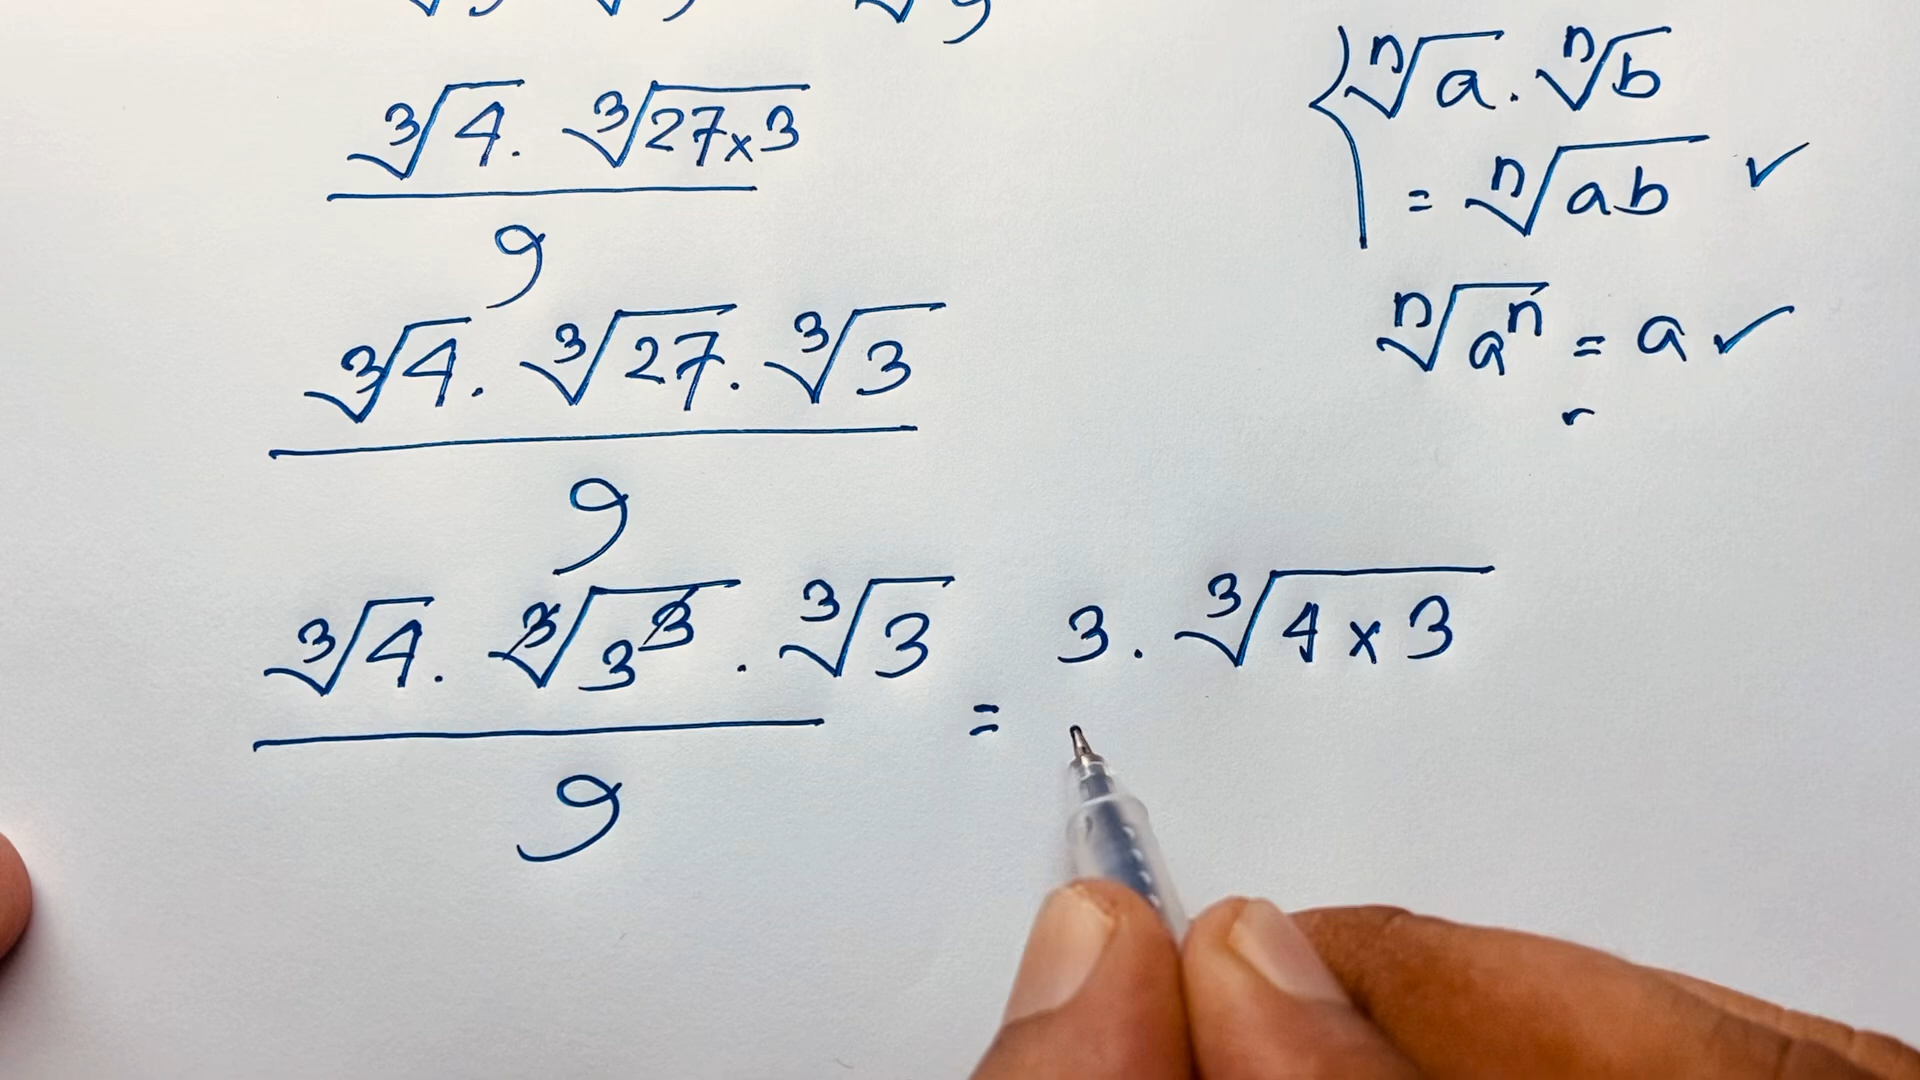 ∛4 . ∛(27×3)
9
∛4 . ∛27 . ∛3
9
∛4 . ∛(3³) . ∛3 = 3 . ∛(4×3)
9
ⁿ√a . ⁿ√b
= ⁿ√ab ✓
ⁿ√aⁿ = a ✓